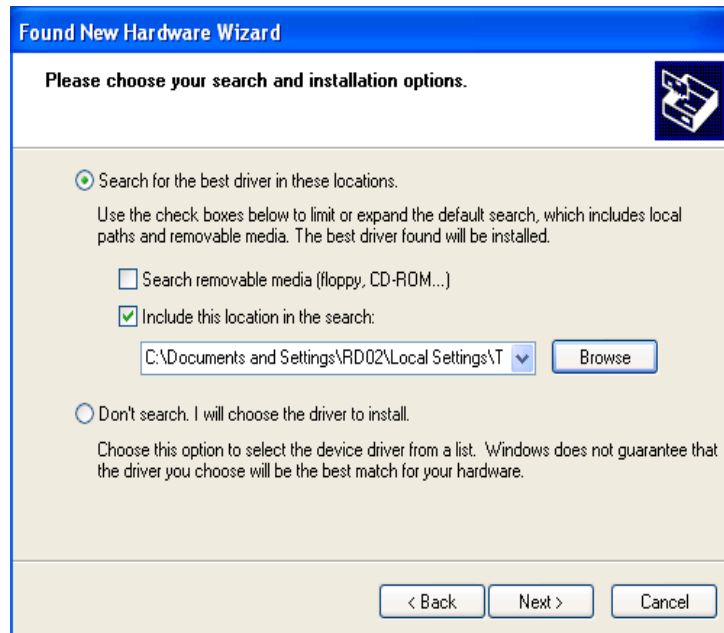 Found New Hardware Wizard
Please choose your search and installation options.
Search for the best driver in these locations.
Use the check boxes below to limit or expand the default search, which includes local
paths and removable media. The best driver found will be installed.
Search removable media (floppy, CD-ROM...)
Include this location in the search:
C:\Documents and Settings\RD02\Local Settings\T
Browse
Don't search. I will choose the driver to install.
Choose this option to select the device driver from a list. Windows does not guarantee that
the driver you choose will be the best match for your hardware.
< Back Next > Cancel